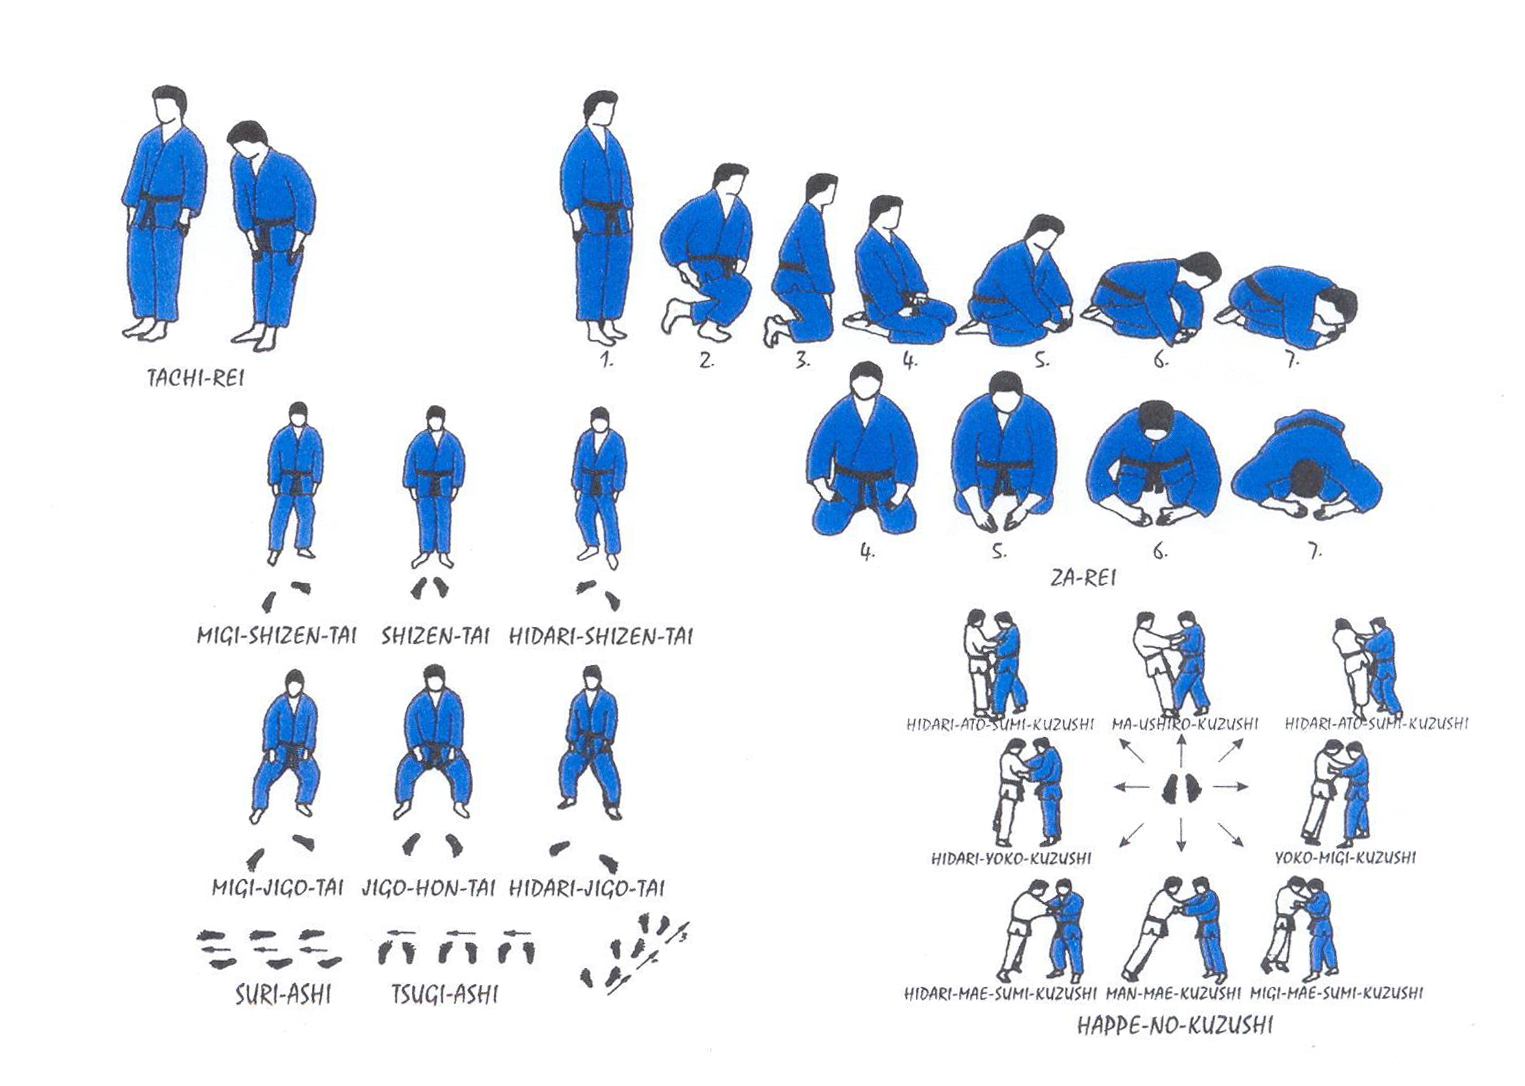 1. 2. 3. 4. 5. 6. 7.
TACHI-REI
4. 5. 6. 7.
ZA-REI
MIGI-SHIZEN-TAI SHIZEN-TAI HIDARI-SHIZEN-TAI
HIDARI-ATO-SUMI-KUZUSHI MA-USHIRO-KUZUSHI HIDARI-ATO-SUMI-KUZUSHI
HIDARI-YOKO-KUZUSHI YOKO-MIGI-KUZUSHI
MIGI-JIGO-TAI JIGO-HON-TAI HIDARI-JIGO-TAI
SURI-ASHI TSUGI-ASHI
HIDARI-MAE-SUMI-KUZUSHI MAN-MAE-KUZUSHI MIGI-MAE-SUMI-KUZUSHI
HAPPE-NO-KUZUSHI